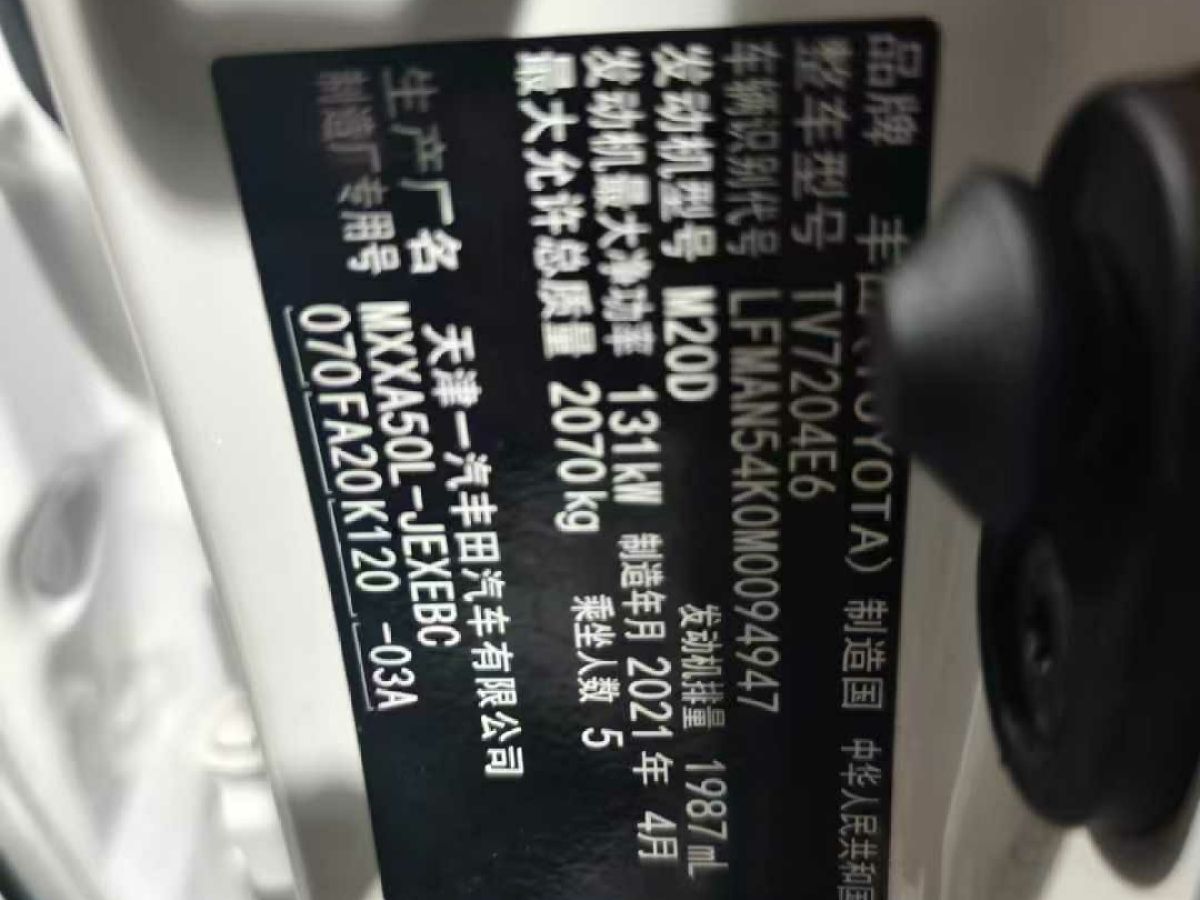 品牌 丰田(TOYOTA) 制造国 中华人民共和国
整车型号 TV7204E6
车辆识别代号 LFMAN54K0M0094947
发动机型号 M20D 发动机排量 1987mL
发动机最大净功率 131kW 制造年月 2021年 4月
最大允许总质量 2070kg 乘坐人数 5
生产厂名 天津一汽丰田汽车有限公司
制造厂专用号 MXXA50L-JEXEBC
070FA20K120 -03A